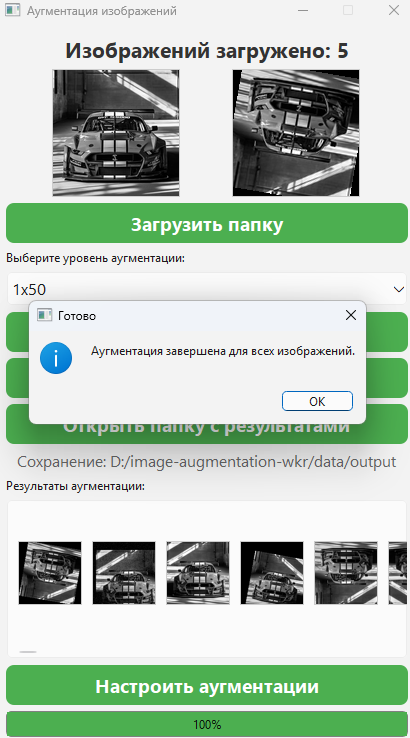 Аугментация изображений
Изображений загружено: 5
Загрузить папку
Выберите уровень аугментации:
1x50
Готово
Аугментация завершена для всех изображений.
OK
Открыть папку с результатами
Сохранение: D:/image-augmentation-wkr/data/output
Результаты аугментации:
Настроить аугментации
100%